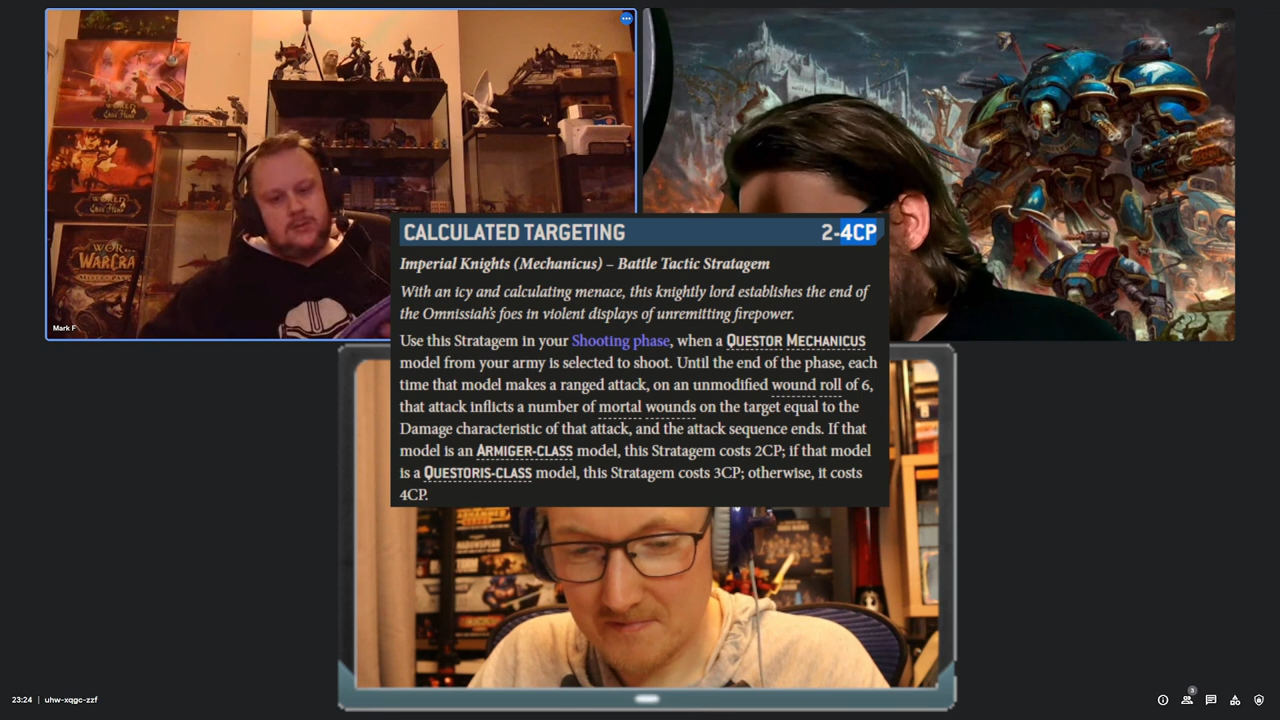 WORLD
WORLD
WARCRA
Mark F
CALCULATED TARGETING 2-4CP
Imperial Knights (Mechanicus) – Battle Tactic Stratagem
With an icy and calculating menace, this knightly lord establishes the end of
the Omnissiah's foes in violent displays of unremitting firepower.
Use this Stratagem in your Shooting phase, when a QUESTOR MECHANICUS
model from your army is selected to shoot. Until the end of the phase, each
time that model makes a ranged attack, on an unmodified wound roll of 6,
that attack inflicts a number of mortal wounds on the target equal to the
Damage characteristic of that attack, and the attack sequence ends. If that
model is an ARMIGER-CLASS model, this Stratagem costs 2CP; if that model
is a QUESTORIS-CLASS model, this Stratagem costs 3CP; otherwise, it costs
4CP.
23:24 | uhw-xqgc-zzf
3